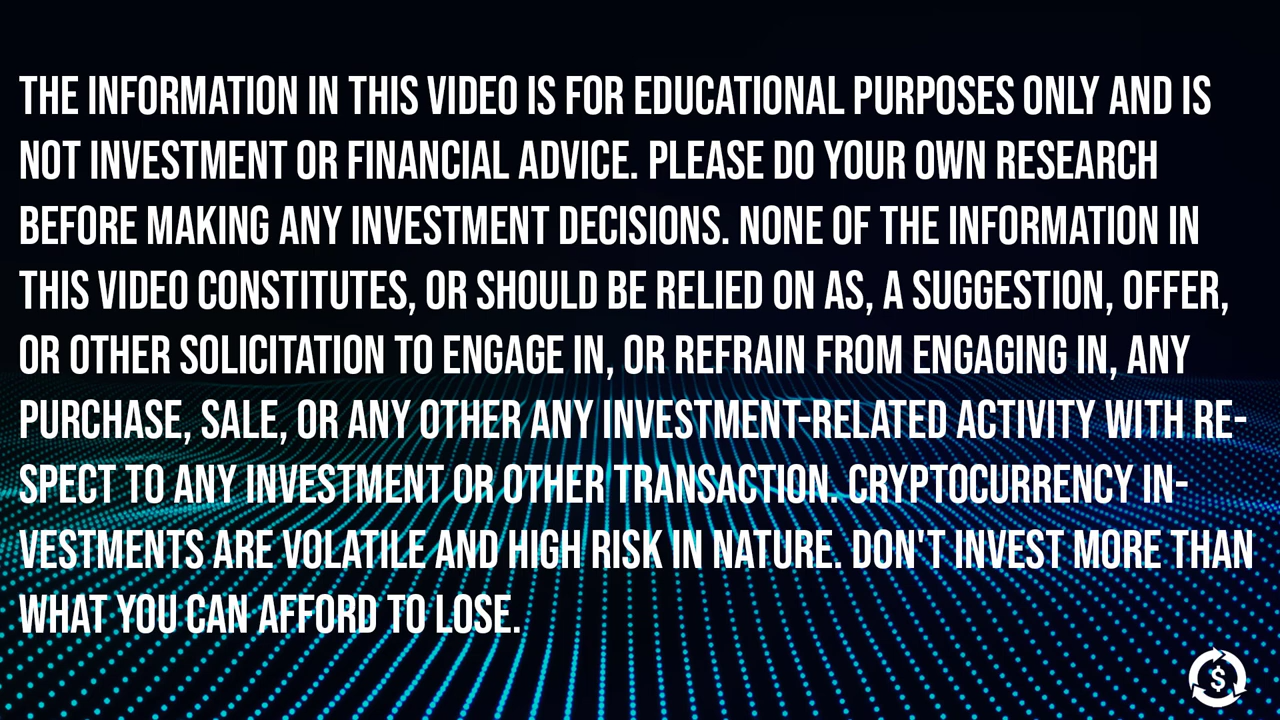 THE INFORMATION IN THIS VIDEO IS FOR EDUCATIONAL PURPOSES ONLY AND IS
NOT INVESTMENT OR FINANCIAL ADVICE. PLEASE DO YOUR OWN RESEARCH
BEFORE MAKING ANY INVESTMENT DECISIONS. NONE OF THE INFORMATION IN
THIS VIDEO CONSTITUTES, OR SHOULD BE RELIED ON AS, A SUGGESTION, OFFER,
OR OTHER SOLICITATION TO ENGAGE IN, OR REFRAIN FROM ENGAGING IN, ANY
PURCHASE, SALE, OR ANY OTHER ANY INVESTMENT-RELATED ACTIVITY WITH RE-
SPECT TO ANY INVESTMENT OR OTHER TRANSACTION. CRYPTOCURRENCY IN-
VESTMENTS ARE VOLATILE AND HIGH RISK IN NATURE. DON'T INVEST MORE THAN
WHAT YOU CAN AFFORD TO LOSE.
$